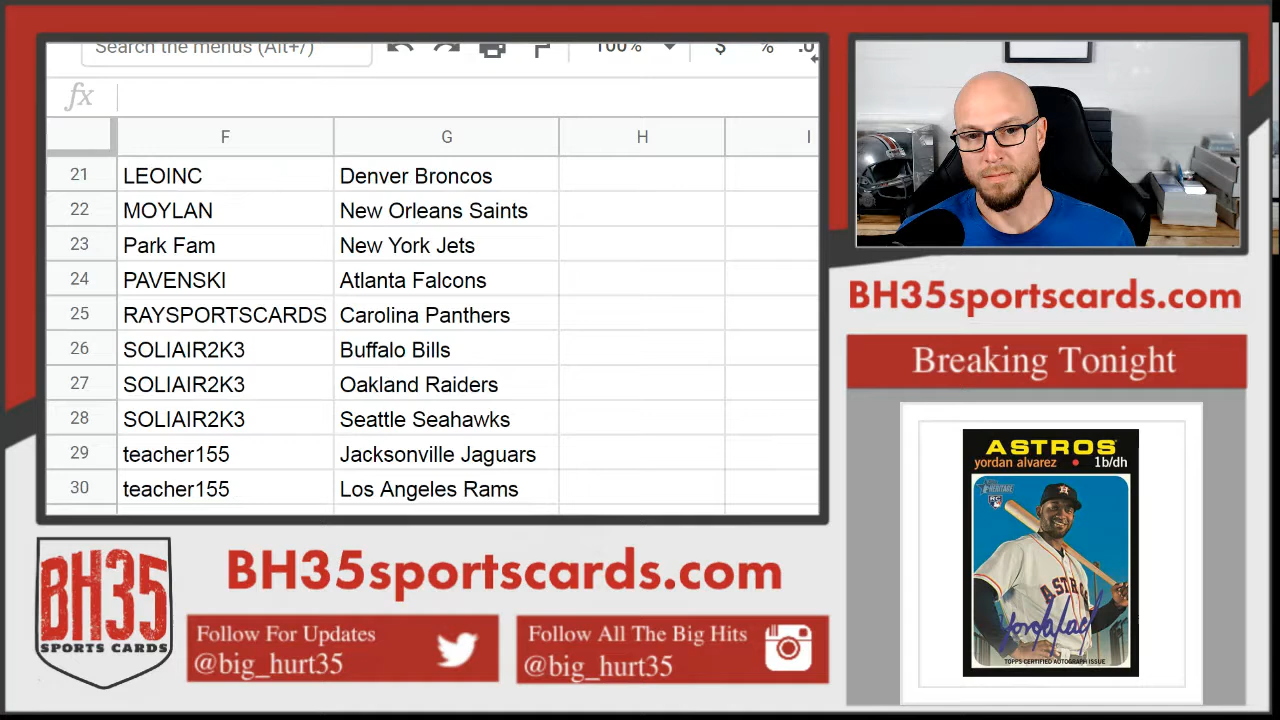 Search the menus (Alt+/)
100%
$ % .0
fx
F G H I
21 LEOINC Denver Broncos
22 MOYLAN New Orleans Saints
23 Park Fam New York Jets
24 PAVENSKI Atlanta Falcons
25 RAYSPORTSCARDS Carolina Panthers
26 SOLIAIR2K3 Buffalo Bills
27 SOLIAIR2K3 Oakland Raiders
28 SOLIAIR2K3 Seattle Seahawks
29 teacher155 Jacksonville Jaguars
30 teacher155 Los Angeles Rams
BH35sportscards.com
Breaking Tonight
ASTROS
yordan alvarez • 1b/dh
HERITAGE
RC
ASTROS
TOPPS CERTIFIED AUTOGRAPH ISSUE
BH35
SPORTS CARDS
BH35sportscards.com
Follow For Updates
@big_hurt35
Follow All The Big Hits
@big_hurt35